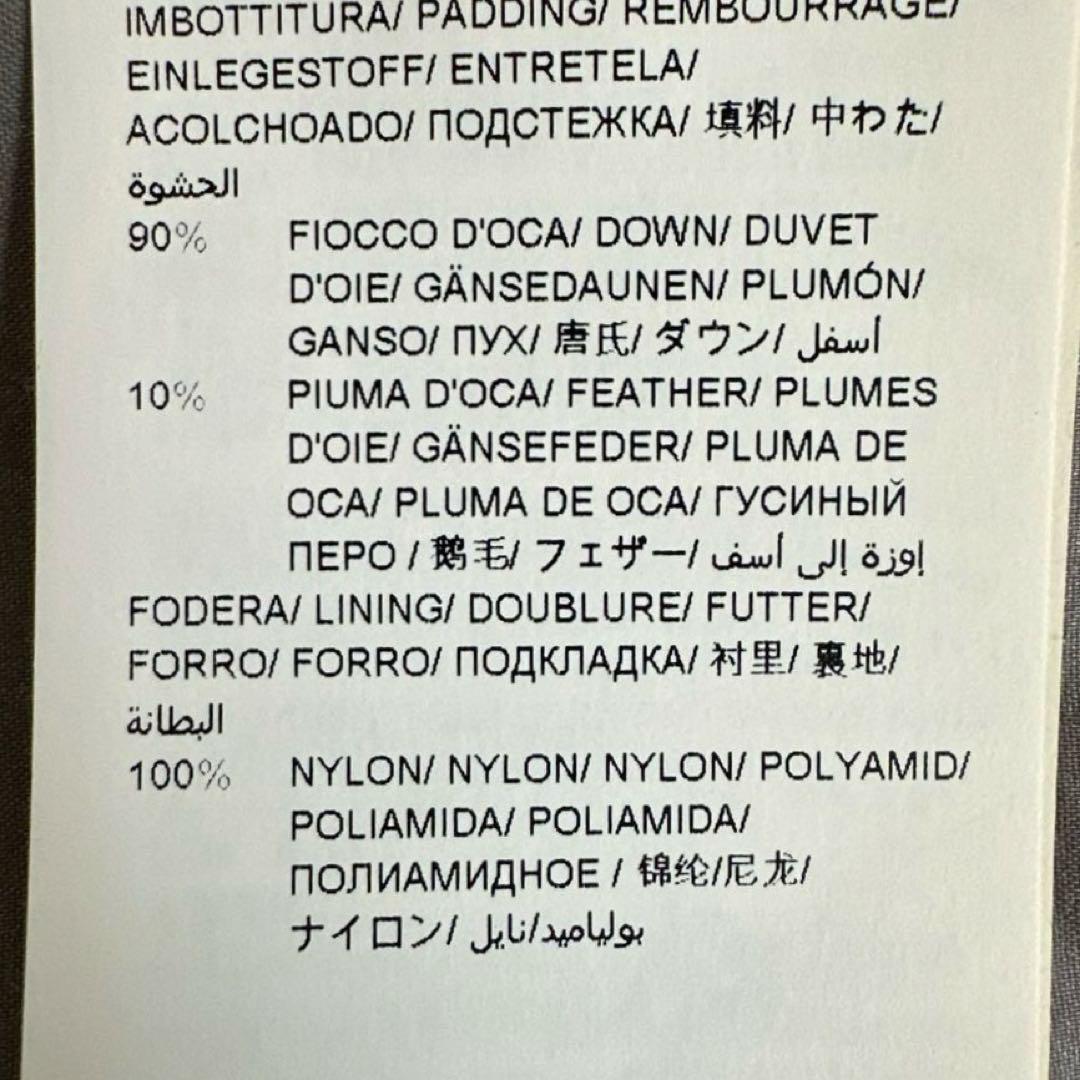 IMBOTTITURA/ PADDING/ REMBOURRAGE/
EINLEGESTOFF/ ENTRETELA/
ACOLCHOADO/ ПОДСТЕЖКА/ 填料/ 中わた/
الحشوة
90% FIOCCO D'OCA/ DOWN/ DUVET
D'OIE/ GÄNSEDAUNEN/ PLUMÓN/
GANSO/ ПУХ/ 唐氏/ ダウン/ أسفل
10% PIUMA D'OCA/ FEATHER/ PLUMES
D'OIE/ GÄNSEFEDER/ PLUMA DE
OCA/ PLUMA DE OCA/ ГУСИНЫЙ
ПЕРО / 鹅毛/ フェザー/ إوزة إلى أسف
FODERA/ LINING/ DOUBLURE/ FUTTER/
FORRO/ FORRO/ ПОДКЛАДКА/ 衬里/ 裏地/
البطانة
100% NYLON/ NYLON/ NYLON/ POLYAMID/
POLIAMIDA/ POLIAMIDA/
ПОЛИАМИДНОЕ / 锦纶/尼龙/
ナイロン/ بولياميد/نايل